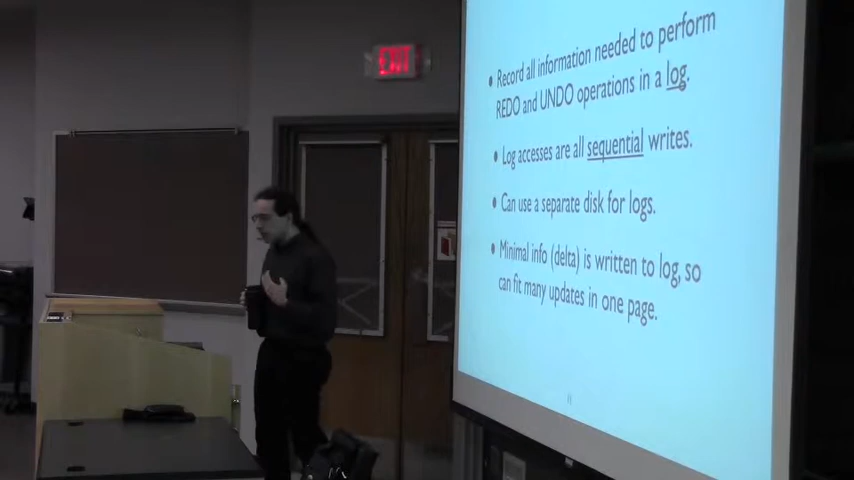 EXIT
• Record all information needed to perform
REDO and UNDO operations in a log.
• Log accesses are all sequential writes.
• Can use a separate disk for logs.
• Minimal info (delta) is written to log, so
can fit many updates in one page.
11